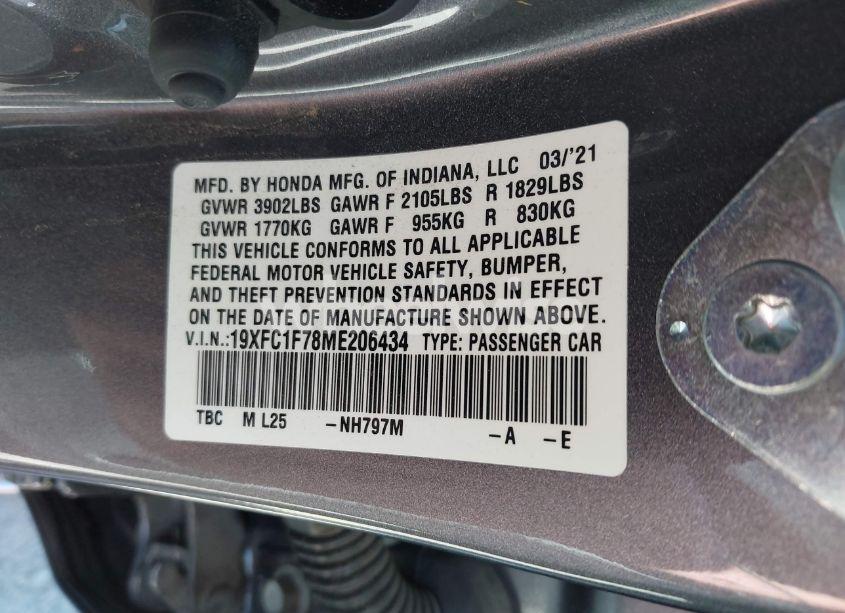 MFD. BY HONDA MFG. OF INDIANA, LLC 03/'21
GVWR 3902LBS GAWR F 2105LBS R 1829LBS
GVWR 1770KG GAWR F 955KG R 830KG
THIS VEHICLE CONFORMS TO ALL APPLICABLE
FEDERAL MOTOR VEHICLE SAFETY, BUMPER,
AND THEFT PREVENTION STANDARDS IN EFFECT
ON THE DATE OF MANUFACTURE SHOWN ABOVE.
V.I.N.:19XFC1F78ME206434 TYPE: PASSENGER CAR
TBC M L25 -NH797M -A -E